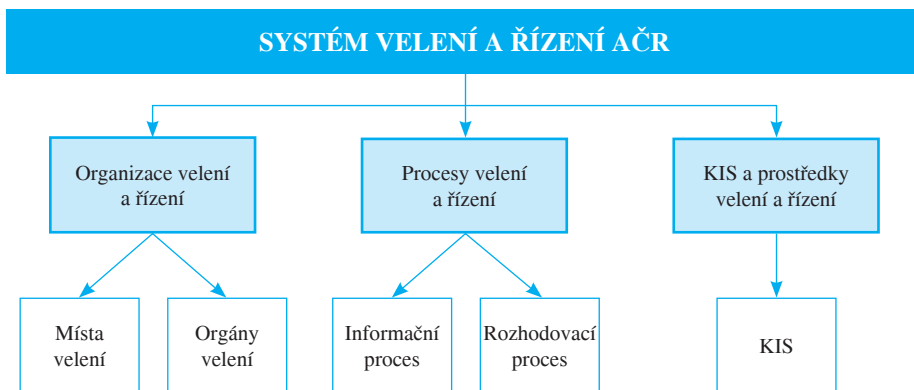 SYSTÉM VELENÍ A ŘÍZENÍ AČR
Organizace velení
a řízení
Procesy velení
a řízení
KIS a prostředky
velení a řízení
Místa
velení
Orgány
velení
Informační
proces
Rozhodovací
proces
KIS